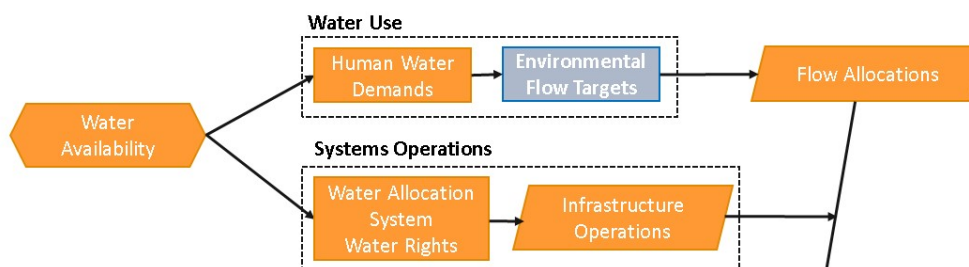 Water Use
Human Water
Demands
Environmental
Flow Targets
Flow Allocations
Water
Availability
Systems Operations
Water Allocation
System
Water Rights
Infrastructure
Operations